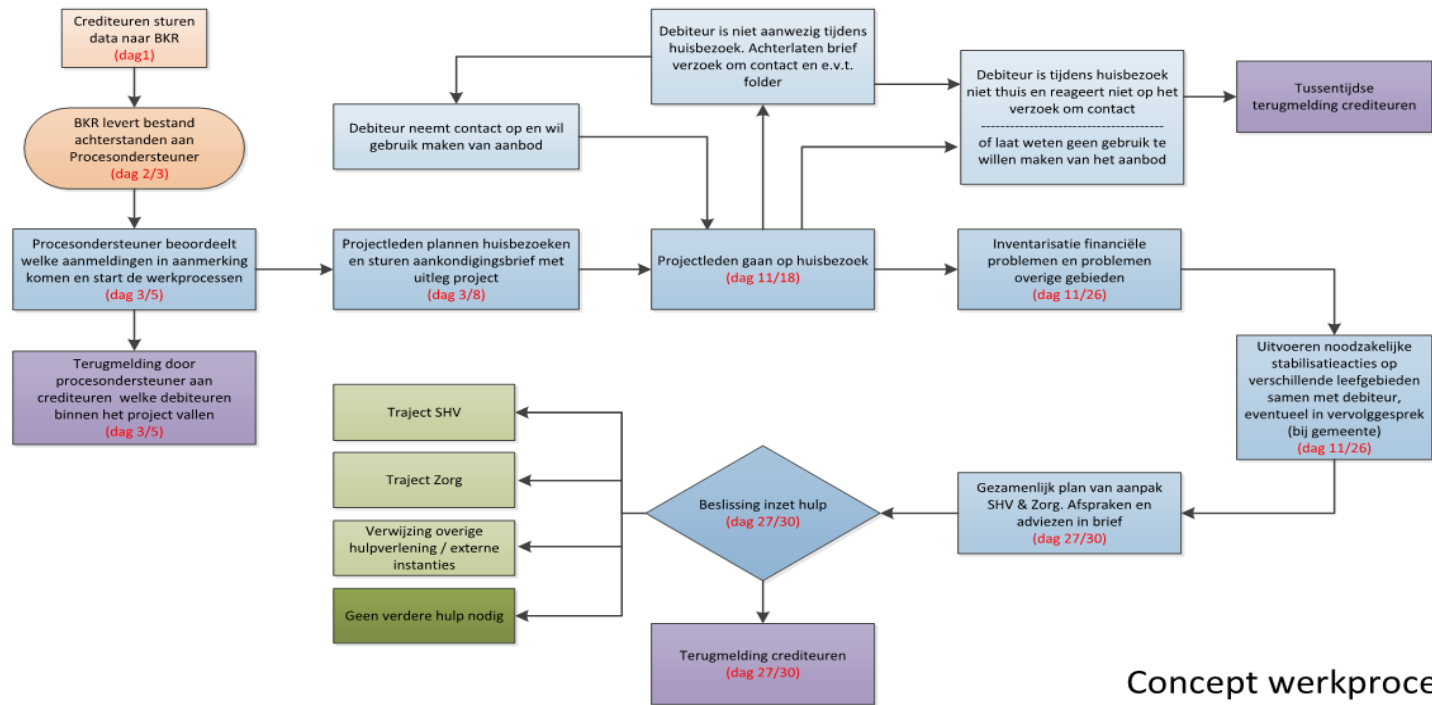 Crediteuren sturen
data naar BKR
(dag1)
BKR levert bestand
achterstanden aan
Procesondersteuner
(dag 2/3)
Procesondersteuner beoordeelt
welke aanmeldingen in aanmerking
komen en start de werkprocessen
(dag 3/5)
Terugmelding door
procesondersteuner aan
crediteuren welke debiteuren
binnen het project vallen
(dag 3/5)
Projectleden plannen huisbezoeken
en sturen aankondigingsbrief met
uitleg project
(dag 3/8)
Projectleden gaan op huisbezoek
(dag 11/18)
Debiteur is niet aanwezig tijdens
huisbezoek. Achterlaten brief
verzoek om contact en e.v.t.
folder
Debiteur neemt contact op en wil
gebruik maken van aanbod
Debiteur is tijdens huisbezoek
niet thuis en reageert niet op het
verzoek om contact
--------------------------------------
of laat weten geen gebruik te
willen maken van het aanbod
Tussentijdse
terugmelding crediteuren
Inventarisatie financiële
problemen en problemen
overige gebieden
(dag 11/26)
Uitvoeren noodzakelijke
stabilisatieacties op
verschillende leefgebieden
samen met debiteur,
eventueel in vervolggesprek
(bij gemeente)
(dag 11/26)
Gezamenlijk plan van aanpak
SHV & Zorg. Afspraken en
adviezen in brief
(dag 27/30)
Beslissing inzet hulp
(dag 27/30)
Traject SHV
Traject Zorg
Verwijzing overige
hulpverlening / externe
instanties
Geen verdere hulp nodig
Terugmelding crediteuren
(dag 27/30)
Concept werkproce